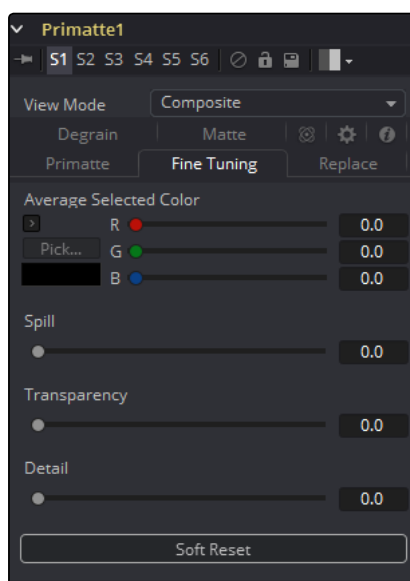 Primatte1
S1 S2 S3 S4 S5 S6
View Mode Composite
Degrain Matte
Primatte Fine Tuning Replace
Average Selected Color
R 0.0
Pick... G 0.0
B 0.0
Spill
0.0
Transparency
0.0
Detail
0.0
Soft Reset